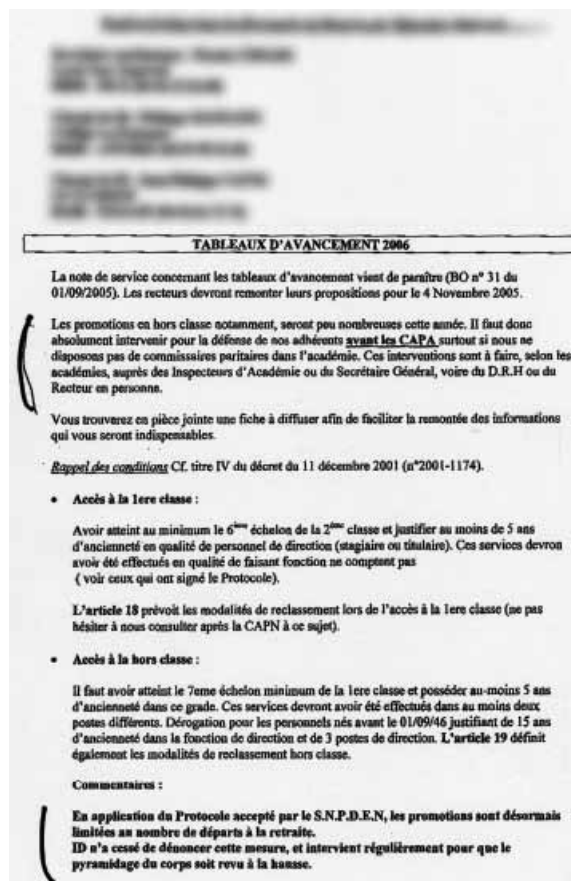 TABLEAUX D'AVANCEMENT 2006
La note de service concernant les tableaux d'avancement vient de paraître (BO n° 31 du
01/09/2005). Les recteurs devront remonter leurs propositions pour le 4 Novembre 2005.
Les promotions en hors classe notamment, seront peu nombreuses cette année. Il faut donc
absolument intervenir pour la défense de nos adhérents avant les CAPA surtout si nous ne
disposons pas de commissaires paritaires dans l'académie. Ces interventions sont à faire, selon les
académies, auprès des Inspecteurs d'Académie ou du Secrétaire Général, voire du D.R.H ou du
Recteur en personne.
Vous trouverez en pièce jointe une fiche à diffuser afin de faciliter la remontée des informations
qui vous seront indispensables.
Rappel des conditions Cf. titre IV du décret du 11 décembre 2001 (n°2001-1174).
• Accès à la 1ere classe :
Avoir atteint au minimum le 6ème échelon de la 2ème classe et justifier au moins de 5 ans
d'ancienneté en qualité de personnel de direction (stagiaire ou titulaire). Ces services devron
avoir été effectués en qualité de faisant fonction ne comptent pas
( voir ceux qui ont signé le Protocole).
L'article 18 prévoit les modalités de reclassement lors de l'accès à la 1ere classe (ne pas
hésiter à nous consulter après la CAPN à ce sujet).
• Accès à la hors classe :
Il faut avoir atteint le 7eme échelon minimum de la 1ere classe et posséder au-moins 5 ans
d'ancienneté dans ce grade. Ces services devront avoir été effectués dans au moins deux
postes différents. Dérogation pour les personnels nés avant le 01/09/46 justifiant de 15 ans
d'ancienneté dans la fonction de direction et de 3 postes de direction. L'article 19 définit
également les modalités de reclassement hors classe.
Commentaires :
En application du Protocole accepté par le S.N.P.D.E.N, les promotions sont désormais
limitées au nombre de départs à la retraite.
ID n'a cessé de dénoncer cette mesure, et intervient régulièrement pour que le
pyramidage du corps soit revu à la hausse.